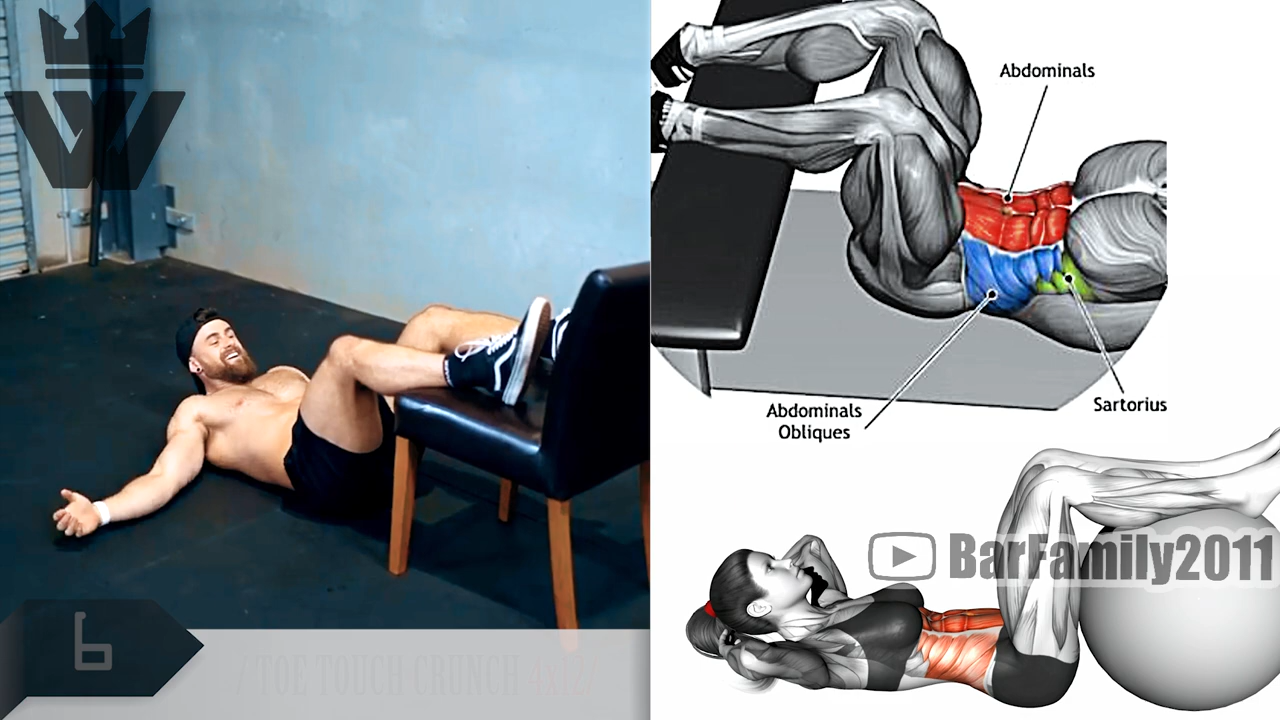 W
Abdominals
Abdominals
Obliques
Sartorius
BarFamily2011
6
/ TOE TOUCH CRUNCH 4x12/